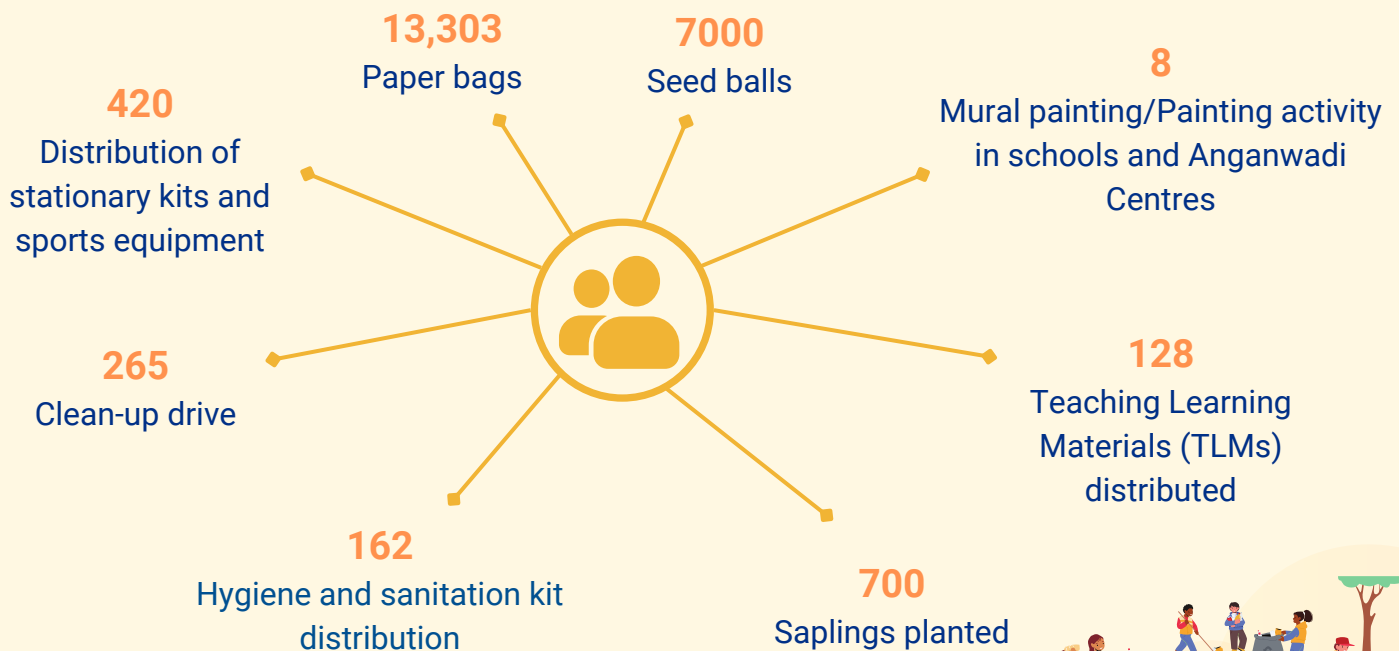 13,303
Paper bags
7000
Seed balls
8
Mural painting/Painting activity
in schools and Anganwadi
Centres
420
Distribution of
stationary kits and
sports equipment
128
Teaching Learning
Materials (TLMs)
distributed
265
Clean-up drive
162
Hygiene and sanitation kit
distribution
700
Saplings planted